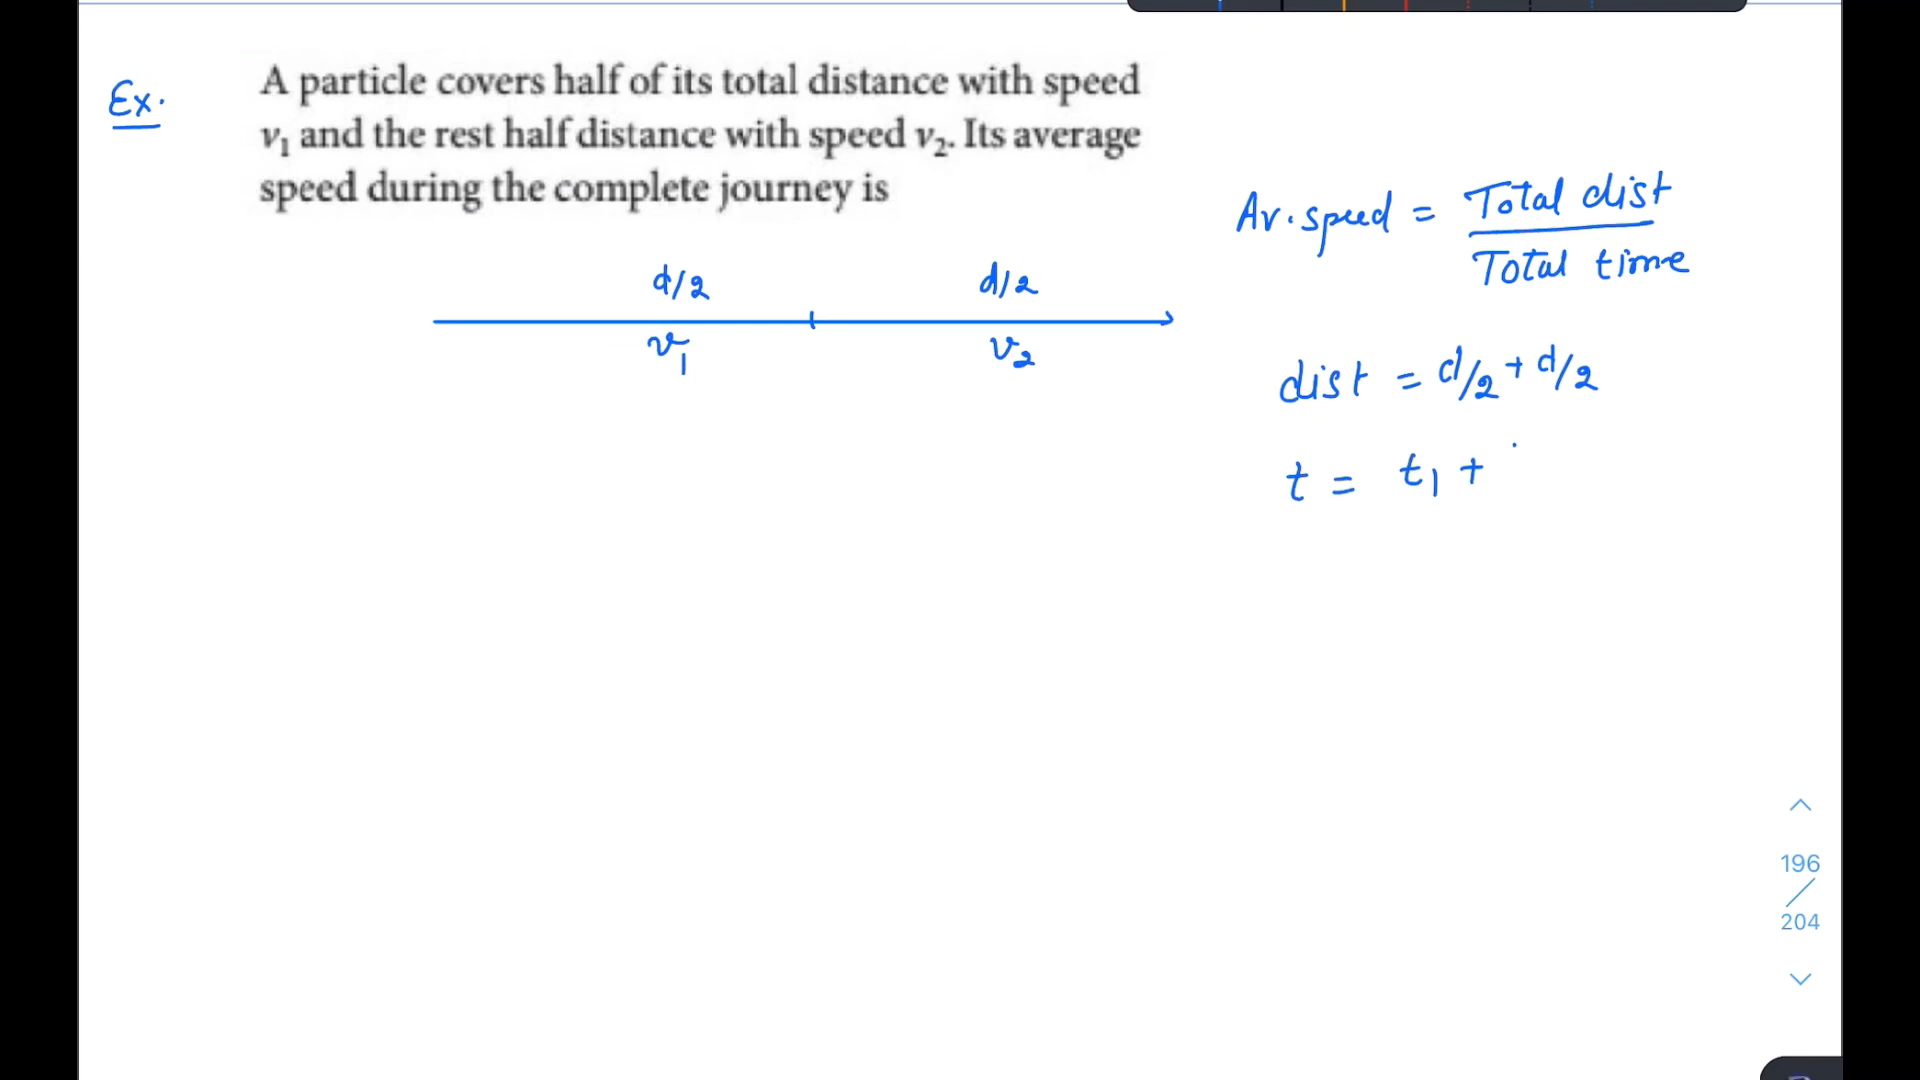 Ex.
A particle covers half of its total distance with speed
v₁ and the rest half distance with speed v₂. Its average
speed during the complete journey is
Av. speed = Total dist / Total time
d/2 d/2
v₁ v₂
dist = d/2 + d/2
t = t₁ +
196
/
204